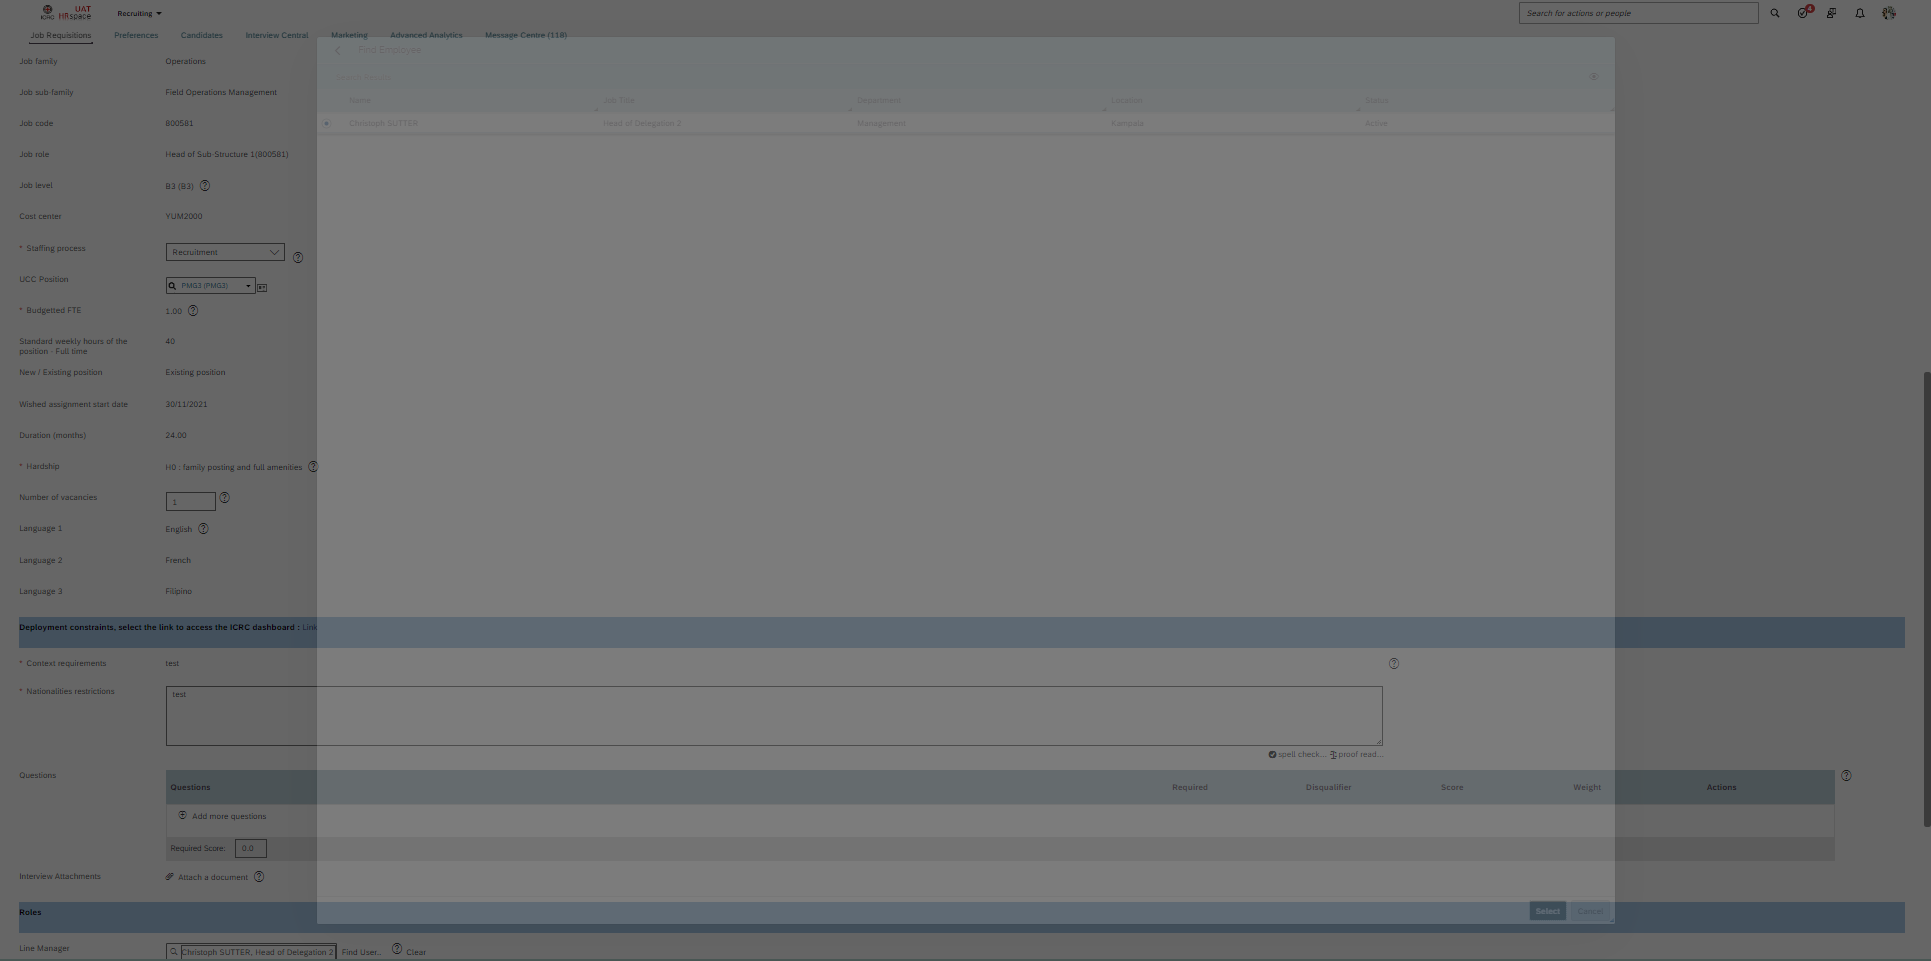 UAT
ICRC HRspace
Recruiting
Search for actions or people
4
Job Requisitions
Preferences
Candidates
Interview Central
Marketing
Advanced Analytics
Message Centre (118)
Find Employee
Search Results
Name
Job Title
Department
Location
Status
Christoph SUTTER
Head of Delegation 2
Management
Kampala
Active
Job family
Operations
Job sub-family
Field Operations Management
Job code
800581
Job role
Head of Sub-Structure 1(800581)
Job level
B3 (B3)
Cost center
YUM2000
* Staffing process
Recruitment
UCC Position
PMG3 (PMG3)
* Budgetted FTE
1.00
Standard weekly hours of the
position - Full time
40
New / Existing position
Existing position
Wished assignment start date
30/11/2021
Duration (months)
24.00
* Hardship
H0 : family posting and full amenities
Number of vacancies
1
Language 1
English
Language 2
French
Language 3
Filipino
Deployment constraints, select the link to access the ICRC dashboard : Link
* Context requirements
test
* Nationalities restrictions
test
spell check...
proof read...
Questions
Questions
Required
Disqualifier
Score
Weight
Actions
Add more questions
Required Score:
0.0
Interview Attachments
Attach a document
Roles
Select
Cancel
Line Manager
Christoph SUTTER, Head of Delegation 2
Find User...
Clear